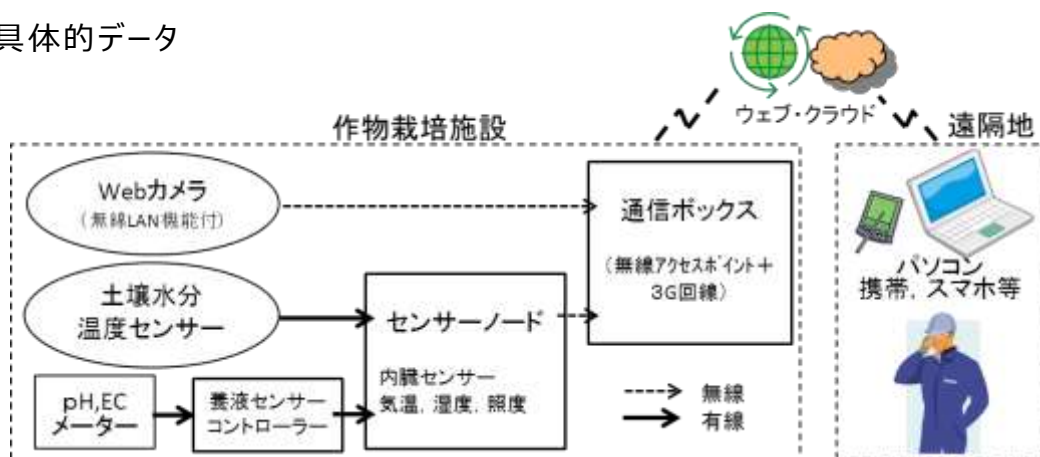 具体的データ
ウェブ・クラウド
作物栽培施設
遠隔地
Webカメラ
（無線LAN機能付）
通信ボックス
（無線アクセスポイント＋
3G回線）
パソコン
携帯，スマホ等
土壌水分
温度センサー
センサーノード
内臓センサー
気温，湿度，照度
pH,EC
メーター
養液センサー
コントローラー
無線
有線